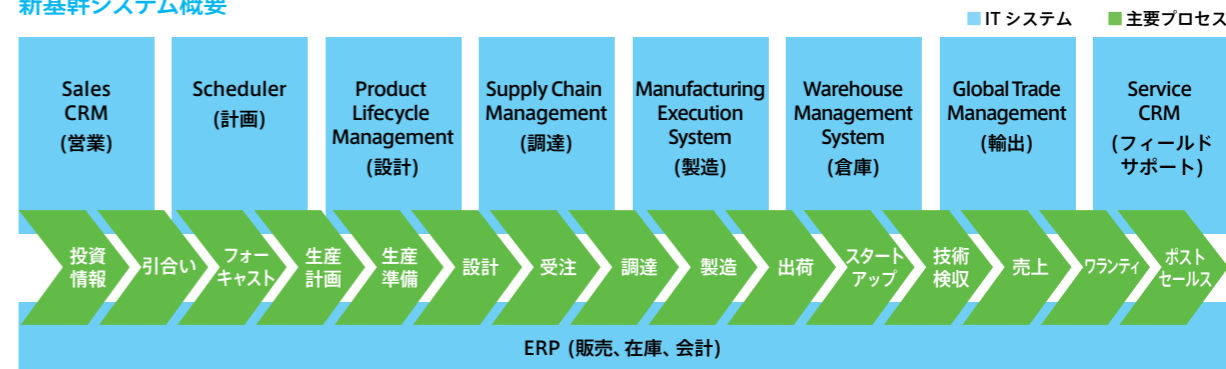 新基幹システム概要
ITシステム 主要プロセス
Sales
CRM
(営業)
Scheduler
(計画)
Product
Lifecycle
Management
(設計)
Supply Chain
Management
(調達)
Manufacturing
Execution
System
(製造)
Warehouse
Management
System
(倉庫)
Global Trade
Management
(輸出)
Service
CRM
(フィールド
サポート)
投資
情報
引合い
フォー
キャスト
生産
計画
生産
準備
設計
受注
調達
製造
出荷
スタート
アップ
技術
検収
売上
ワランティ
ポスト
セールス
ERP (販売、在庫、会計)